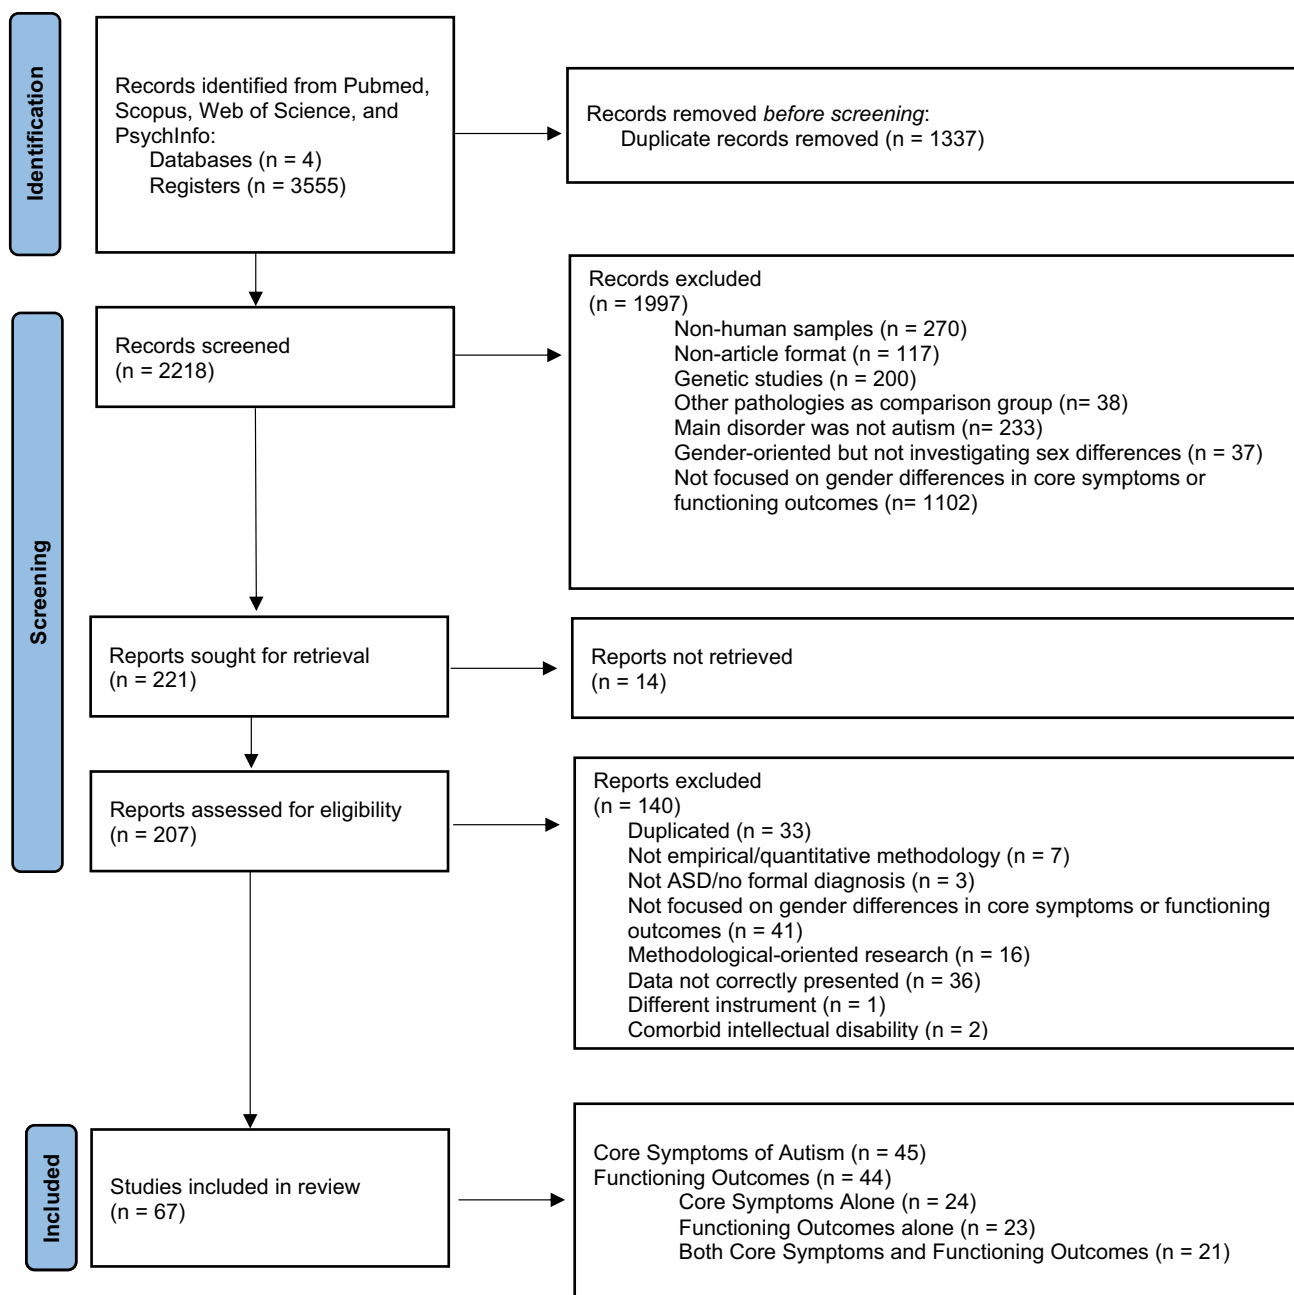 Identification
Records identified from Pubmed,
Scopus, Web of Science, and
PsychInfo:
Databases (n = 4)
Registers (n = 3555)
Records removed before screening:
Duplicate records removed (n = 1337)
Screening
Records screened
(n = 2218)
Records excluded
(n = 1997)
Non-human samples (n = 270)
Non-article format (n = 117)
Genetic studies (n = 200)
Other pathologies as comparison group (n= 38)
Main disorder was not autism (n= 233)
Gender-oriented but not investigating sex differences (n = 37)
Not focused on gender differences in core symptoms or
functioning outcomes (n= 1102)
Reports sought for retrieval
(n = 221)
Reports not retrieved
(n = 14)
Reports assessed for eligibility
(n = 207)
Reports excluded
(n = 140)
Duplicated (n = 33)
Not empirical/quantitative methodology (n = 7)
Not ASD/no formal diagnosis (n = 3)
Not focused on gender differences in core symptoms or functioning
outcomes (n = 41)
Methodological-oriented research (n = 16)
Data not correctly presented (n = 36)
Different instrument (n = 1)
Comorbid intellectual disability (n = 2)
Included
Studies included in review
(n = 67)
Core Symptoms of Autism (n = 45)
Functioning Outcomes (n = 44)
Core Symptoms Alone (n = 24)
Functioning Outcomes alone (n = 23)
Both Core Symptoms and Functioning Outcomes (n = 21)